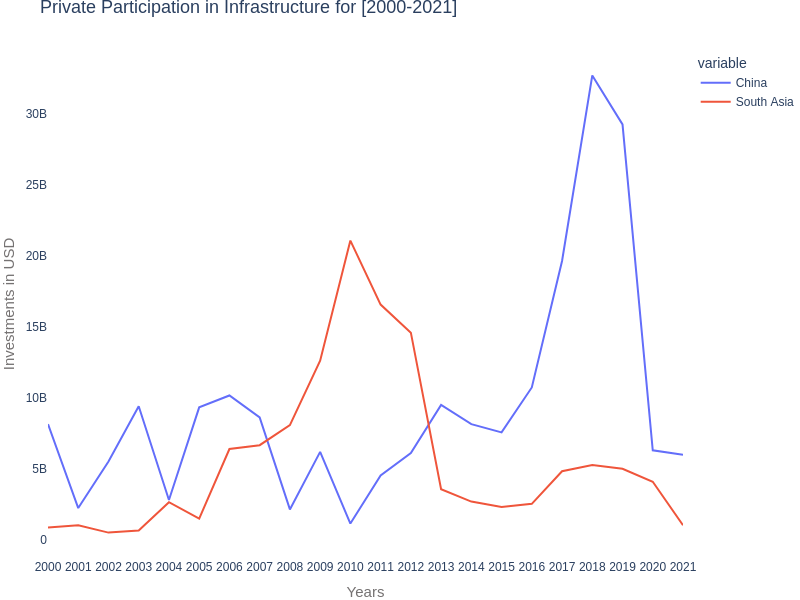 Private Participation in Infrastructure for [2000-2021]
variable
China
South Asia
30B
25B
20B
15B
10B
5B
0
Investments in USD
2000 2001 2002 2003 2004 2005 2006 2007 2008 2009 2010 2011 2012 2013 2014 2015 2016 2017 2018 2019 2020 2021
Years